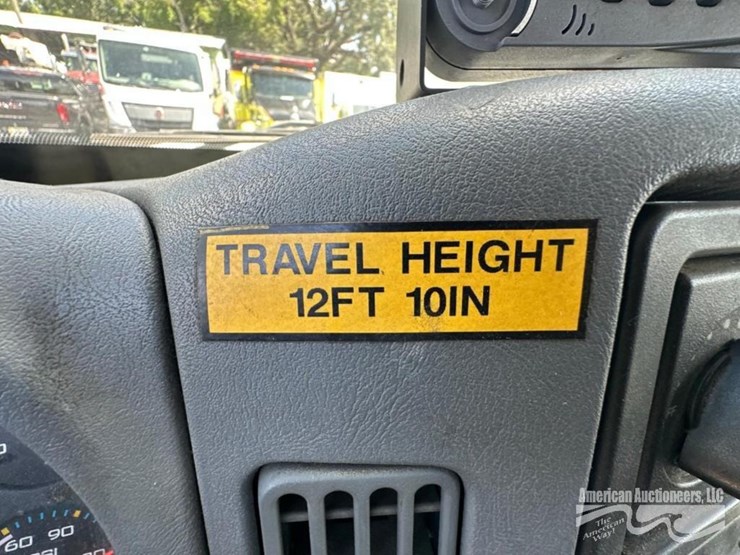 TRAVEL HEIGHT
12FT 10IN
60 90
American Auctioneers, LLC
The
American
Way!